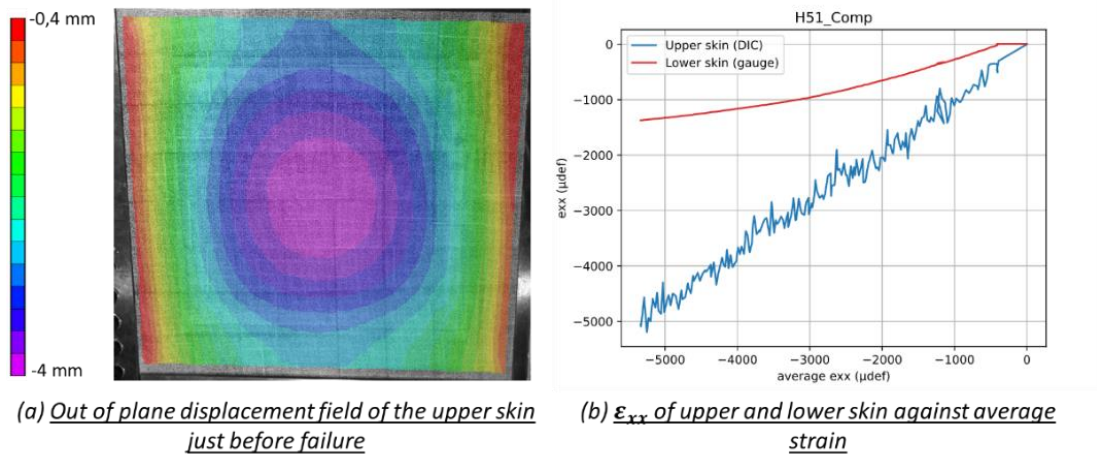 -0,4 mm
-4 mm
H51_Comp
Upper skin (DIC)
Lower skin (gauge)
0
−1000
−2000
−3000
−4000
−5000
exx (μdef)
−5000 −4000 −3000 −2000 −1000 0
average exx (μdef)
(a) Out of plane displacement field of the upper skin
just before failure
(b) εxx of upper and lower skin against average
strain